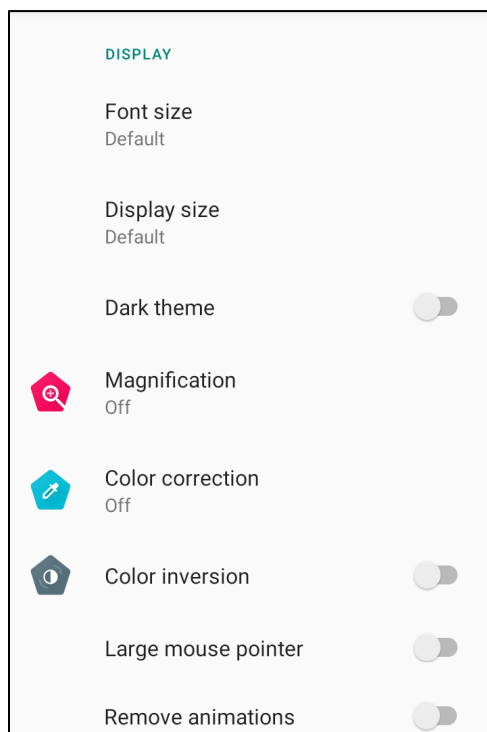 DISPLAY
Font size
Default
Display size
Default
Dark theme
Magnification
Off
Color correction
Off
Color inversion
Large mouse pointer
Remove animations